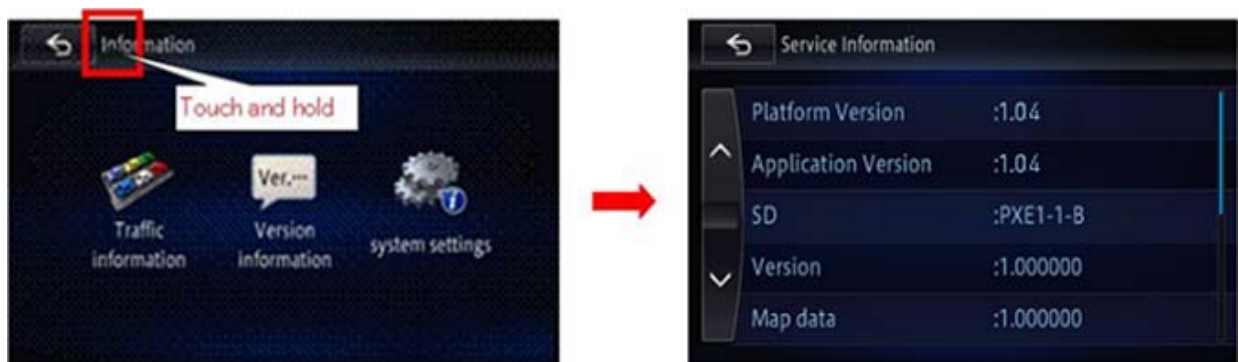 Information
Touch and hold
Ver.···
Traffic
information
Version
information
system settings
Service Information
Platform Version :1.04
Application Version :1.04
SD :PXE1-1-B
Version :1.000000
Map data :1.000000